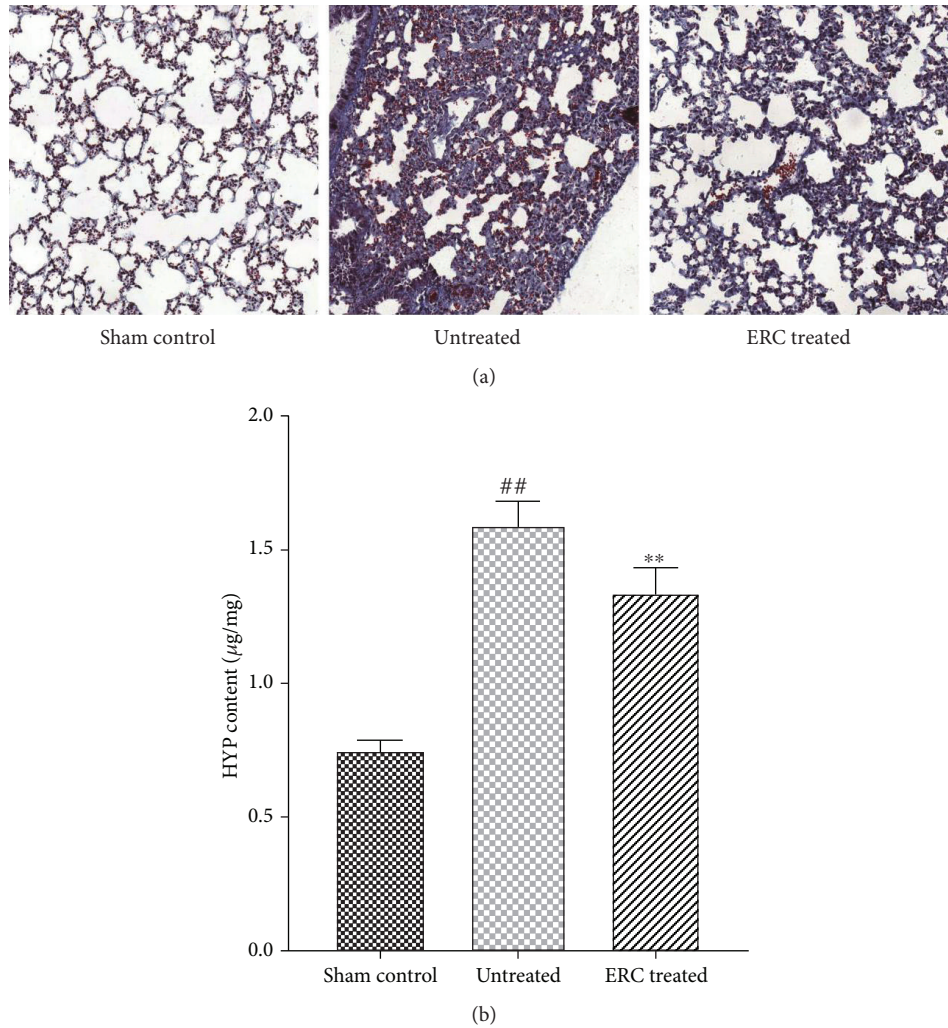 Sham control
Untreated
ERC treated
(a)
2.0
1.5
1.0
0.5
0.0
HYP content (μg/mg)
##
**
Sham control
Untreated
ERC treated
(b)